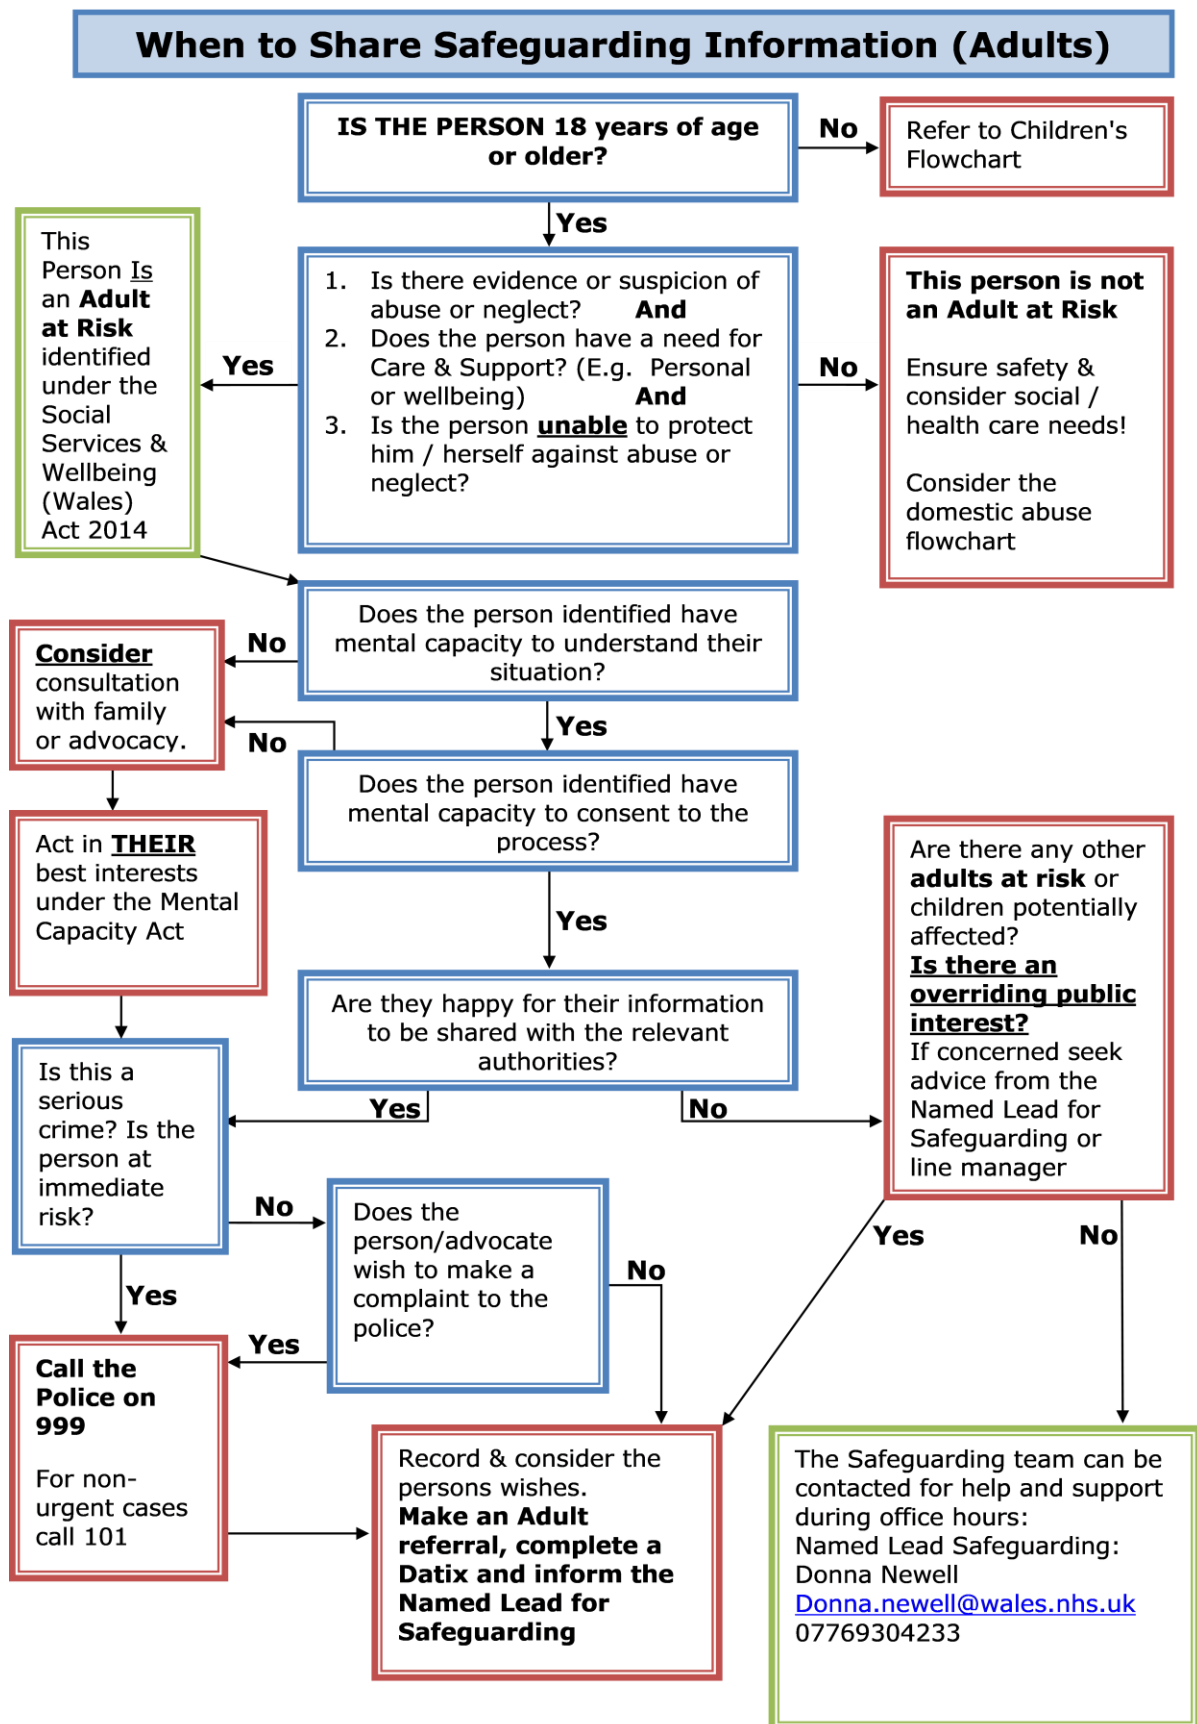 When to Share Safeguarding Information (Adults)
IS THE PERSON 18 years of age
or older?
No
Refer to Children's
Flowchart
Yes
This
Person Is
an Adult
at Risk
identified
under the
Social
Services &
Wellbeing
(Wales)
Act 2014
Yes
1. Is there evidence or suspicion of
abuse or neglect? And
2. Does the person have a need for
Care & Support? (E.g. Personal
or wellbeing) And
3. Is the person unable to protect
him / herself against abuse or
neglect?
No
This person is not
an Adult at Risk
Ensure safety &
consider social /
health care needs!
Consider the
domestic abuse
flowchart
Does the person identified have
mental capacity to understand their
situation?
No
Consider
consultation
with family
or advocacy.
Yes
No
Does the person identified have
mental capacity to consent to the
process?
Act in THEIR
best interests
under the Mental
Capacity Act
Yes
Are they happy for their information
to be shared with the relevant
authorities?
Yes
No
Are there any other
adults at risk or
children potentially
affected?
Is there an
overriding public
interest?
If concerned seek
advice from the
Named Lead for
Safeguarding or
line manager
Is this a
serious
crime? Is the
person at
immediate
risk?
No
Does the
person/advocate
wish to make a
complaint to the
police?
No
Yes
No
Yes
Yes
Call the
Police on
999
For non-
urgent cases
call 101
Record & consider the
persons wishes.
Make an Adult
referral, complete a
Datix and inform the
Named Lead for
Safeguarding
The Safeguarding team can be
contacted for help and support
during office hours:
Named Lead Safeguarding:
Donna Newell
Donna.newell@wales.nhs.uk
07769304233